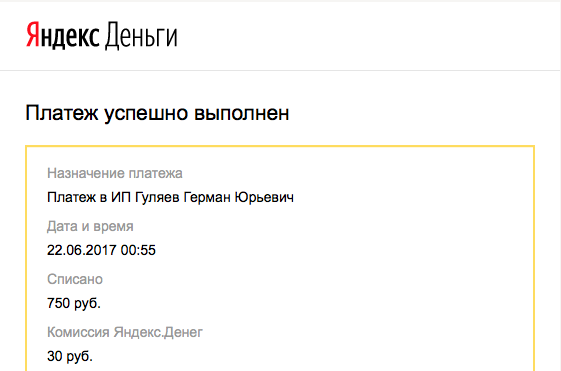 Яндекс Деньги
Платеж успешно выполнен
Назначение платежа
Платеж в ИП Гуляев Герман Юрьевич
Дата и время
22.06.2017 00:55
Списано
750 руб.
Комиссия Яндекс.Денег
30 руб.